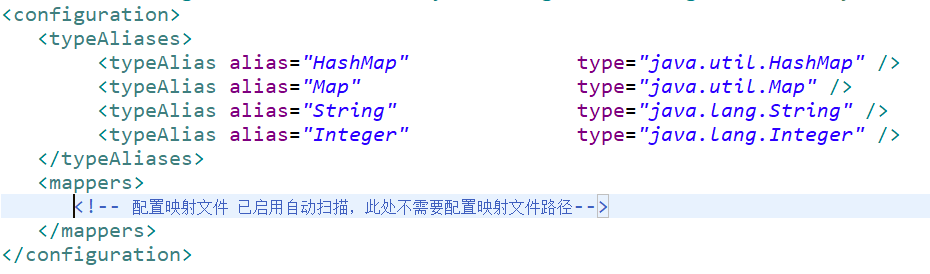 <configuration>
<typeAliases>
<typeAlias alias="HashMap" type="java.util.HashMap" />
<typeAlias alias="Map" type="java.util.Map" />
<typeAlias alias="String" type="java.lang.String" />
<typeAlias alias="Integer" type="java.lang.Integer" />
</typeAliases>
<mappers>
<!-- 配置映射文件 已启用自动扫描，此处不需要配置映射文件路径-->
</mappers>
</configuration>